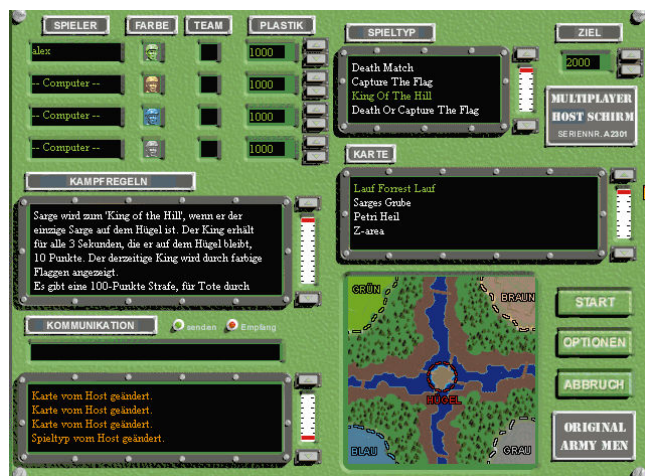 SPIELER FARBE TEAM PLASTIK
alex 1000
-- Computer -- 1000
-- Computer -- 1000
-- Computer -- 1000
SPIELTYP
Death Match
Capture The Flag
King Of The Hill
Death Or Capture The Flag
ZIEL
2000
MULTIPLAYER
HOST SCHIRM
SERIENNR. A2301
KAMPFREGELN
Sarge wird zum 'King of the Hill', wenn er der
einzige Sarge auf dem Hügel ist. Der King erhält
für alle 3 Sekunden, die er auf dem Hügel bleibt,
10 Punkte. Der derzeitige King wird durch farbige
Flaggen angezeigt.
Es gibt eine 100-Punkte Strafe, für Tote durch
KARTE
Lauf Forrest Lauf
Sarges Grube
Petri Heil
Z-area
KOMMUNIKATION senden Empfang
Karte vom Host geändert.
Karte vom Host geändert.
Karte vom Host geändert.
Spieltyp vom Host geändert.
GRÜN
BRAUN
HÜGEL
BLAU
GRAU
START
OPTIONEN
ABBRUCH
ORIGINAL
ARMY MEN